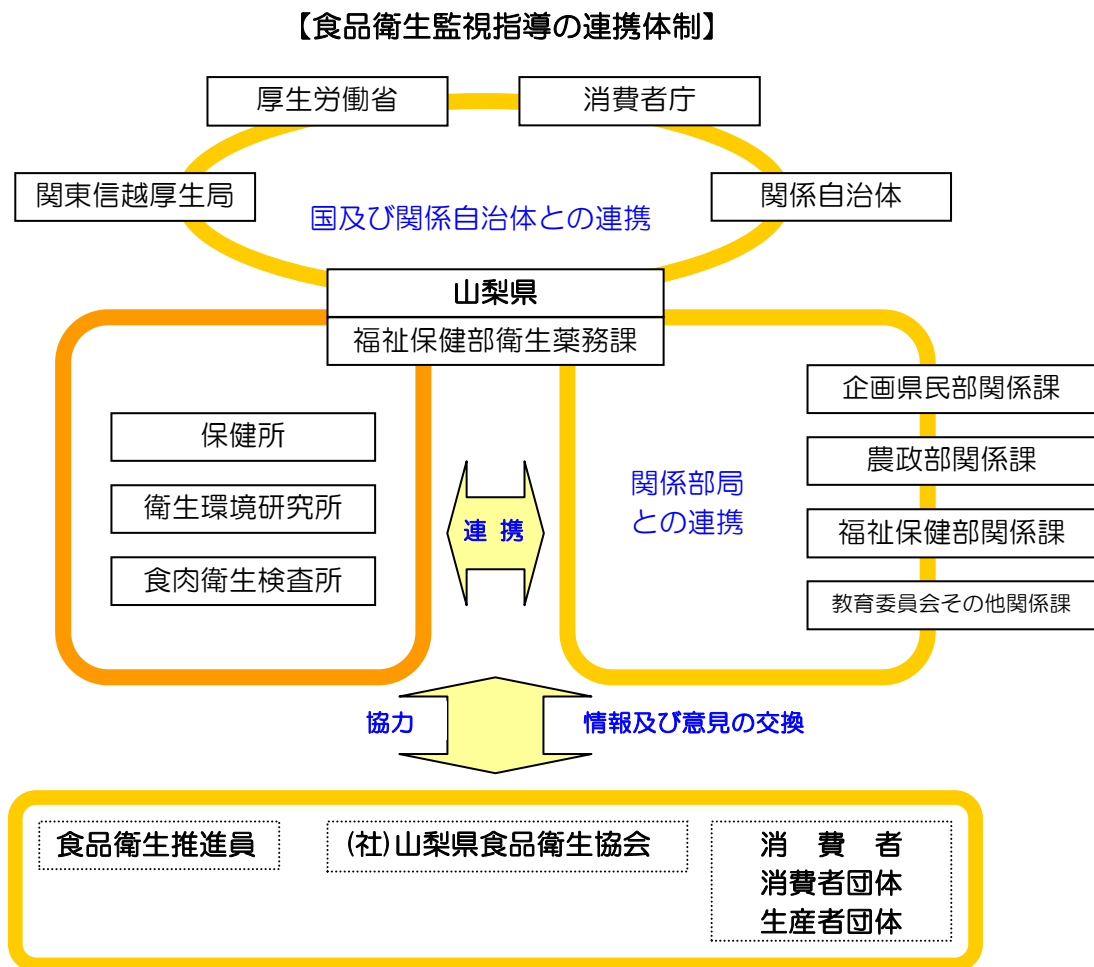 【食品衛生監視指導の連携体制】
厚生労働省
消費者庁
関東信越厚生局
関係自治体
国及び関係自治体との連携
山梨県
福祉保健部衛生薬務課
保健所
衛生環境研究所
食肉衛生検査所
連 携
関係部局
との連携
企画県民部関係課
農政部関係課
福祉保健部関係課
教育委員会その他関係課
協力
情報及び意見の交換
食品衛生推進員
(社)山梨県食品衛生協会
消 費 者
消費者団体
生産者団体